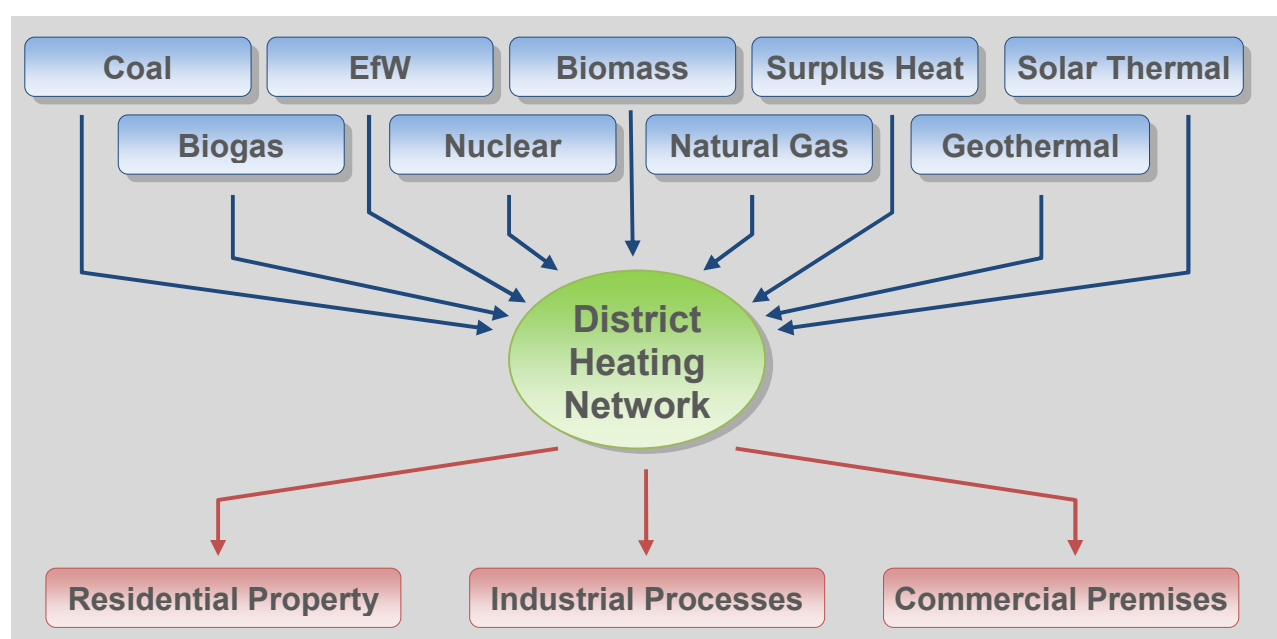 Coal
EfW
Biomass
Surplus Heat
Solar Thermal
Biogas
Nuclear
Natural Gas
Geothermal
District
Heating
Network
Residential Property
Industrial Processes
Commercial Premises